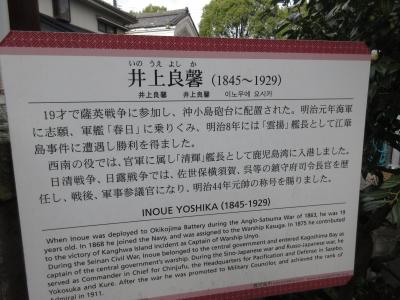 いのうえよしか
井上良馨（1845〜1929）
井上良馨 井上良馨 이노우에 요시카
19才で薩英戦争に参加し、沖小島砲台に配置された。明治元年海軍
に志願、軍艦「春日」に乗りくみ、明治8年には「雲揚」艦長として江華
島事件に遭遇し勝利を得ました。
西南の役では、官軍に属し「清輝」艦長として鹿児島湾に入港しました。
日清戦争、日露戦争では、佐世保横須賀、呉等の鎮守府司令長官を歴
任し、戦後、軍事参議官になり、明治44年元帥の称号を賜りました。
INOUE YOSHIKA (1845-1929)
When Inoue was deployed to Okikojima Battery during the Anglo-Satsuma War of 1863, he was 19
years old. In 1868 he joined the Navy, and was assigned to the Warship Kasuga. In 1875 he contributed
to the victory of Kanghwa Island incident as Captain of Warship Unyo.
During the Seinan Civil War, Inoue belonged to the central government and entered Kagoshima Bay as
captain of the central government's warship. During the Sino-Japanese war and Russo-Japanese war, he
served as Commander in Chief for Chinjufu, the Headquarters for Pacification and Defense in Sasebo,
Yokosuka and Kure. After the war he was promoted to Military Councilor, and achieved the rank of
Admiral in 1911.